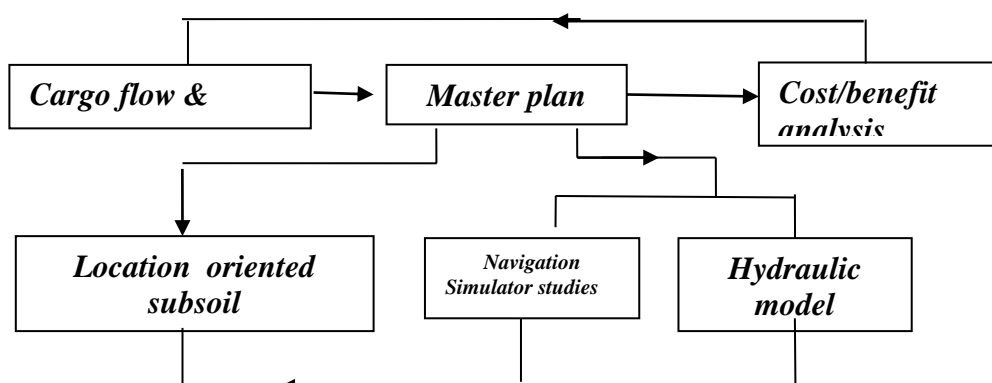 Cargo flow &
Master plan
Cost/benefit
analysis
Location oriented
subsoil
Navigation
Simulator studies
Hydraulic
model